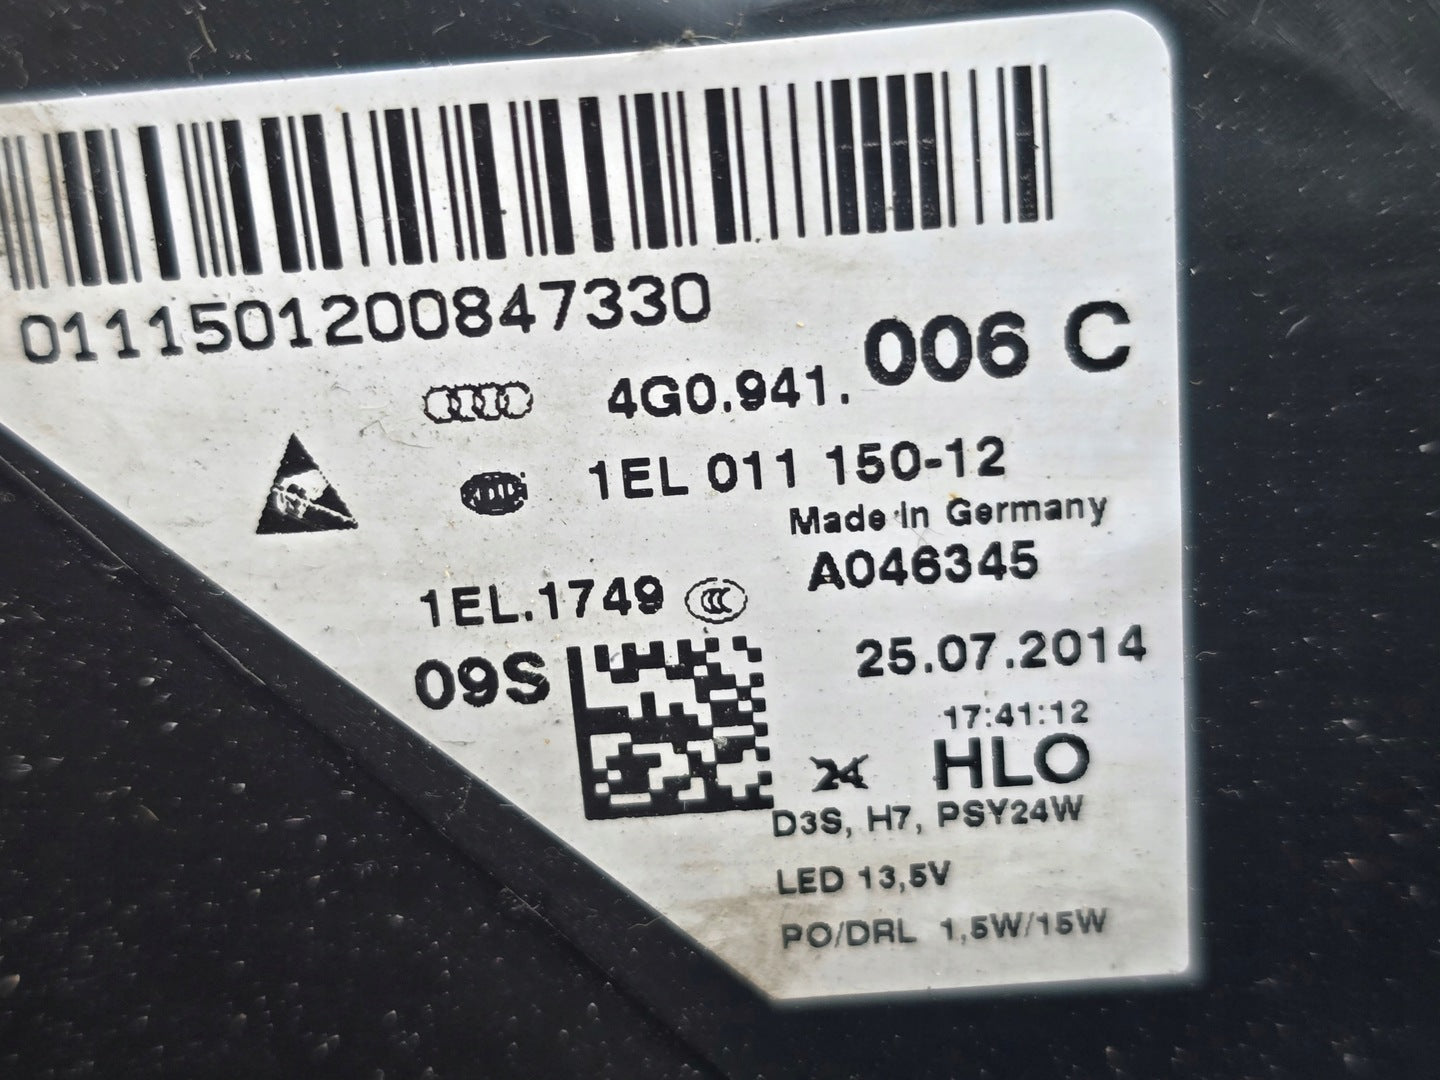 0111501200847330
4G0.941. 006 C
1EL 011 150-12
Made in Germany
A046345
1EL.1749
09S
25.07.2014
17:41:12
24 HLO
D3S, H7, PSY24W
LED 13,5V
PO/DRL 1,5W/15W